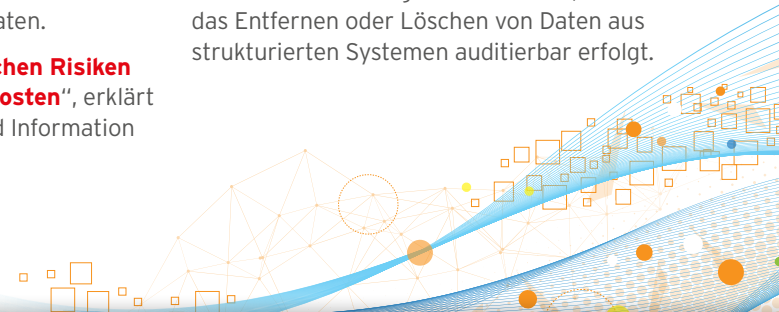 aten.
chen Risiken
osten“, erklärt
d Information
das Entfernen oder Löschen von Daten aus
strukturierten Systemen auditierbar erfolgt.